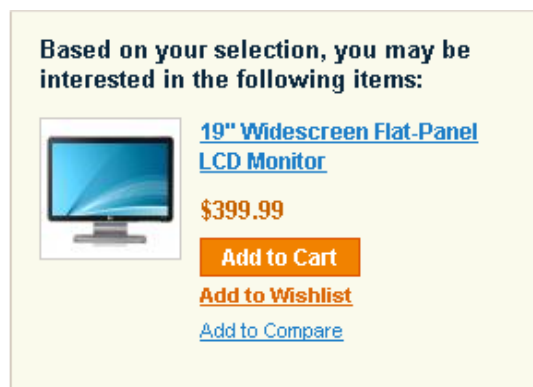 Based on your selection, you may be
interested in the following items:
19" Widescreen Flat-Panel
LCD Monitor
$399.99
Add to Cart
Add to Wishlist
Add to Compare